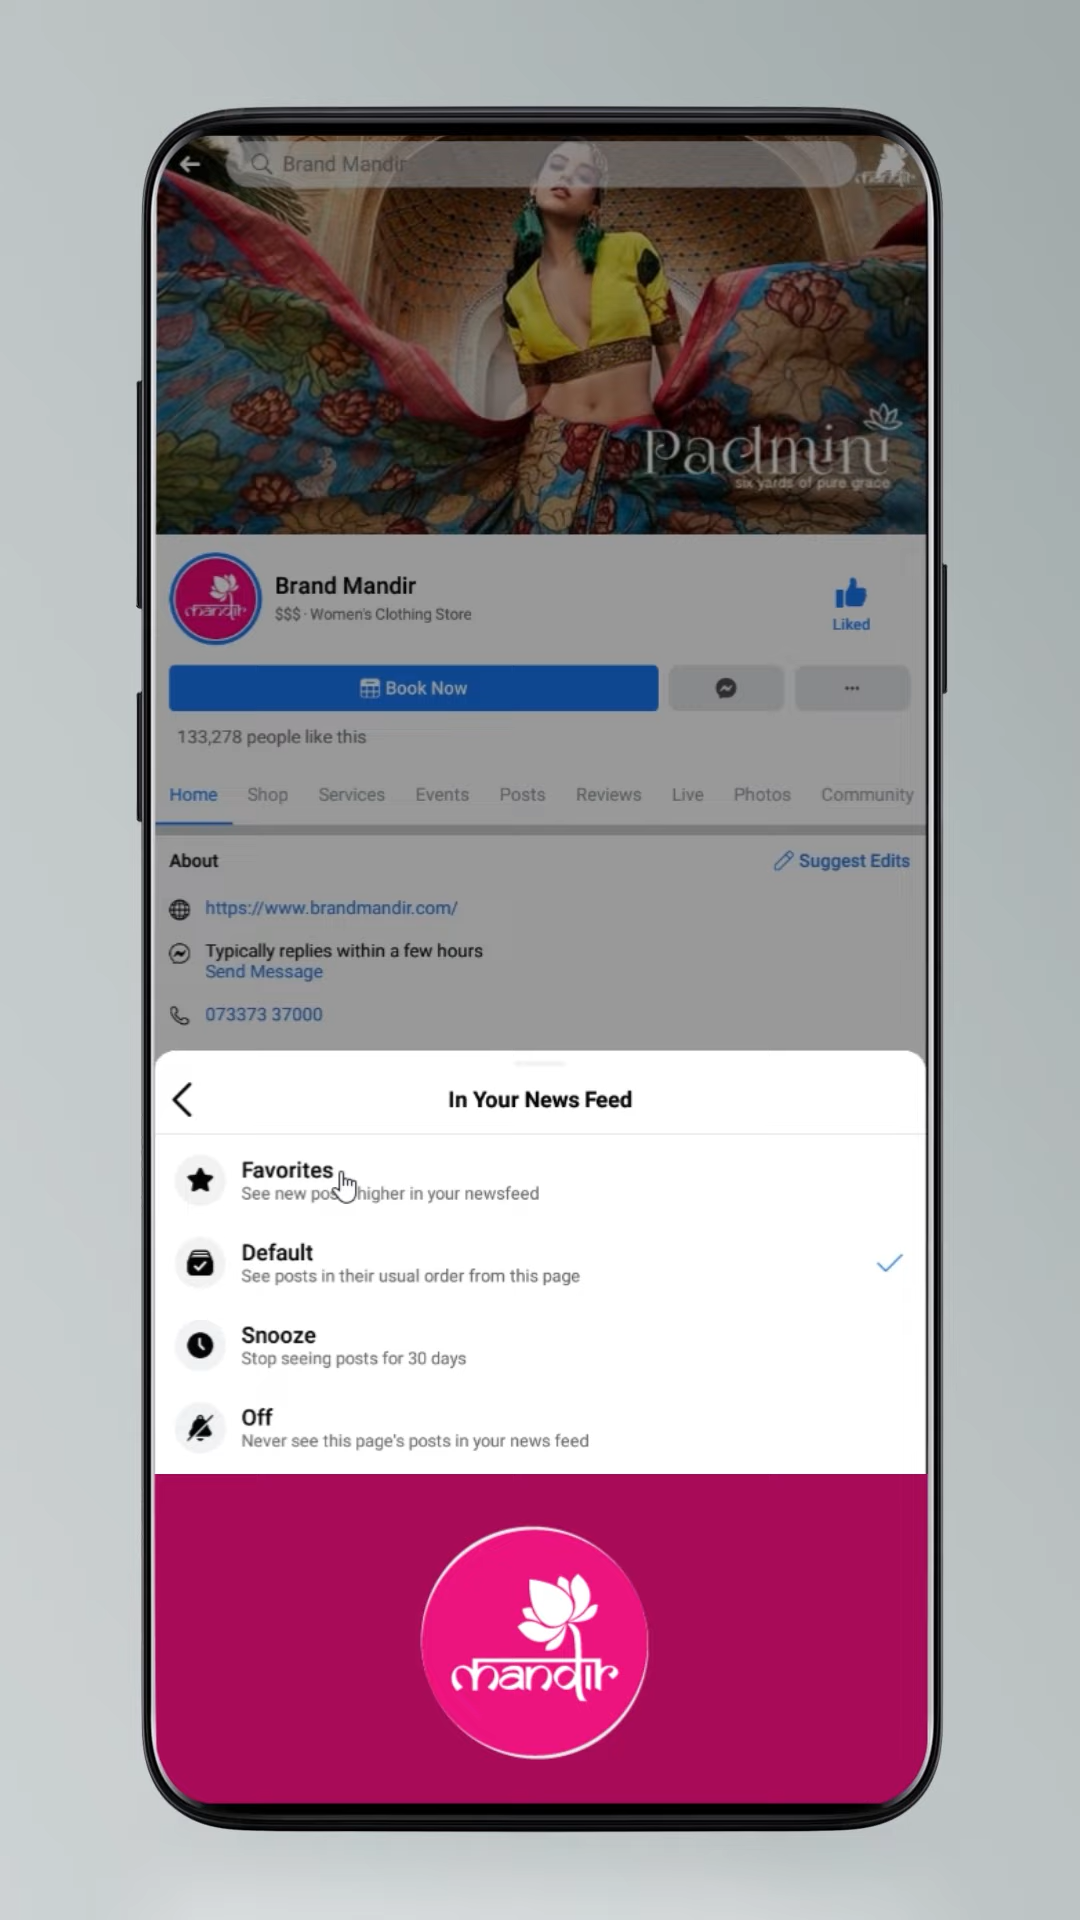 Brand Mandir
mandir
Padmini
six yards of pure grace
mandir
Brand Mandir
$$$ · Women's Clothing Store
Liked
Book Now
133,278 people like this
Home Shop Services Events Posts Reviews Live Photos Community
About
Suggest Edits
https://www.brandmandir.com/
Typically replies within a few hours
Send Message
073373 37000
In Your News Feed
Favorites
See new higher in your newsfeed
Default
See posts in their usual order from this page
Snooze
Stop seeing posts for 30 days
Off
Never see this page's posts in your news feed
mandir